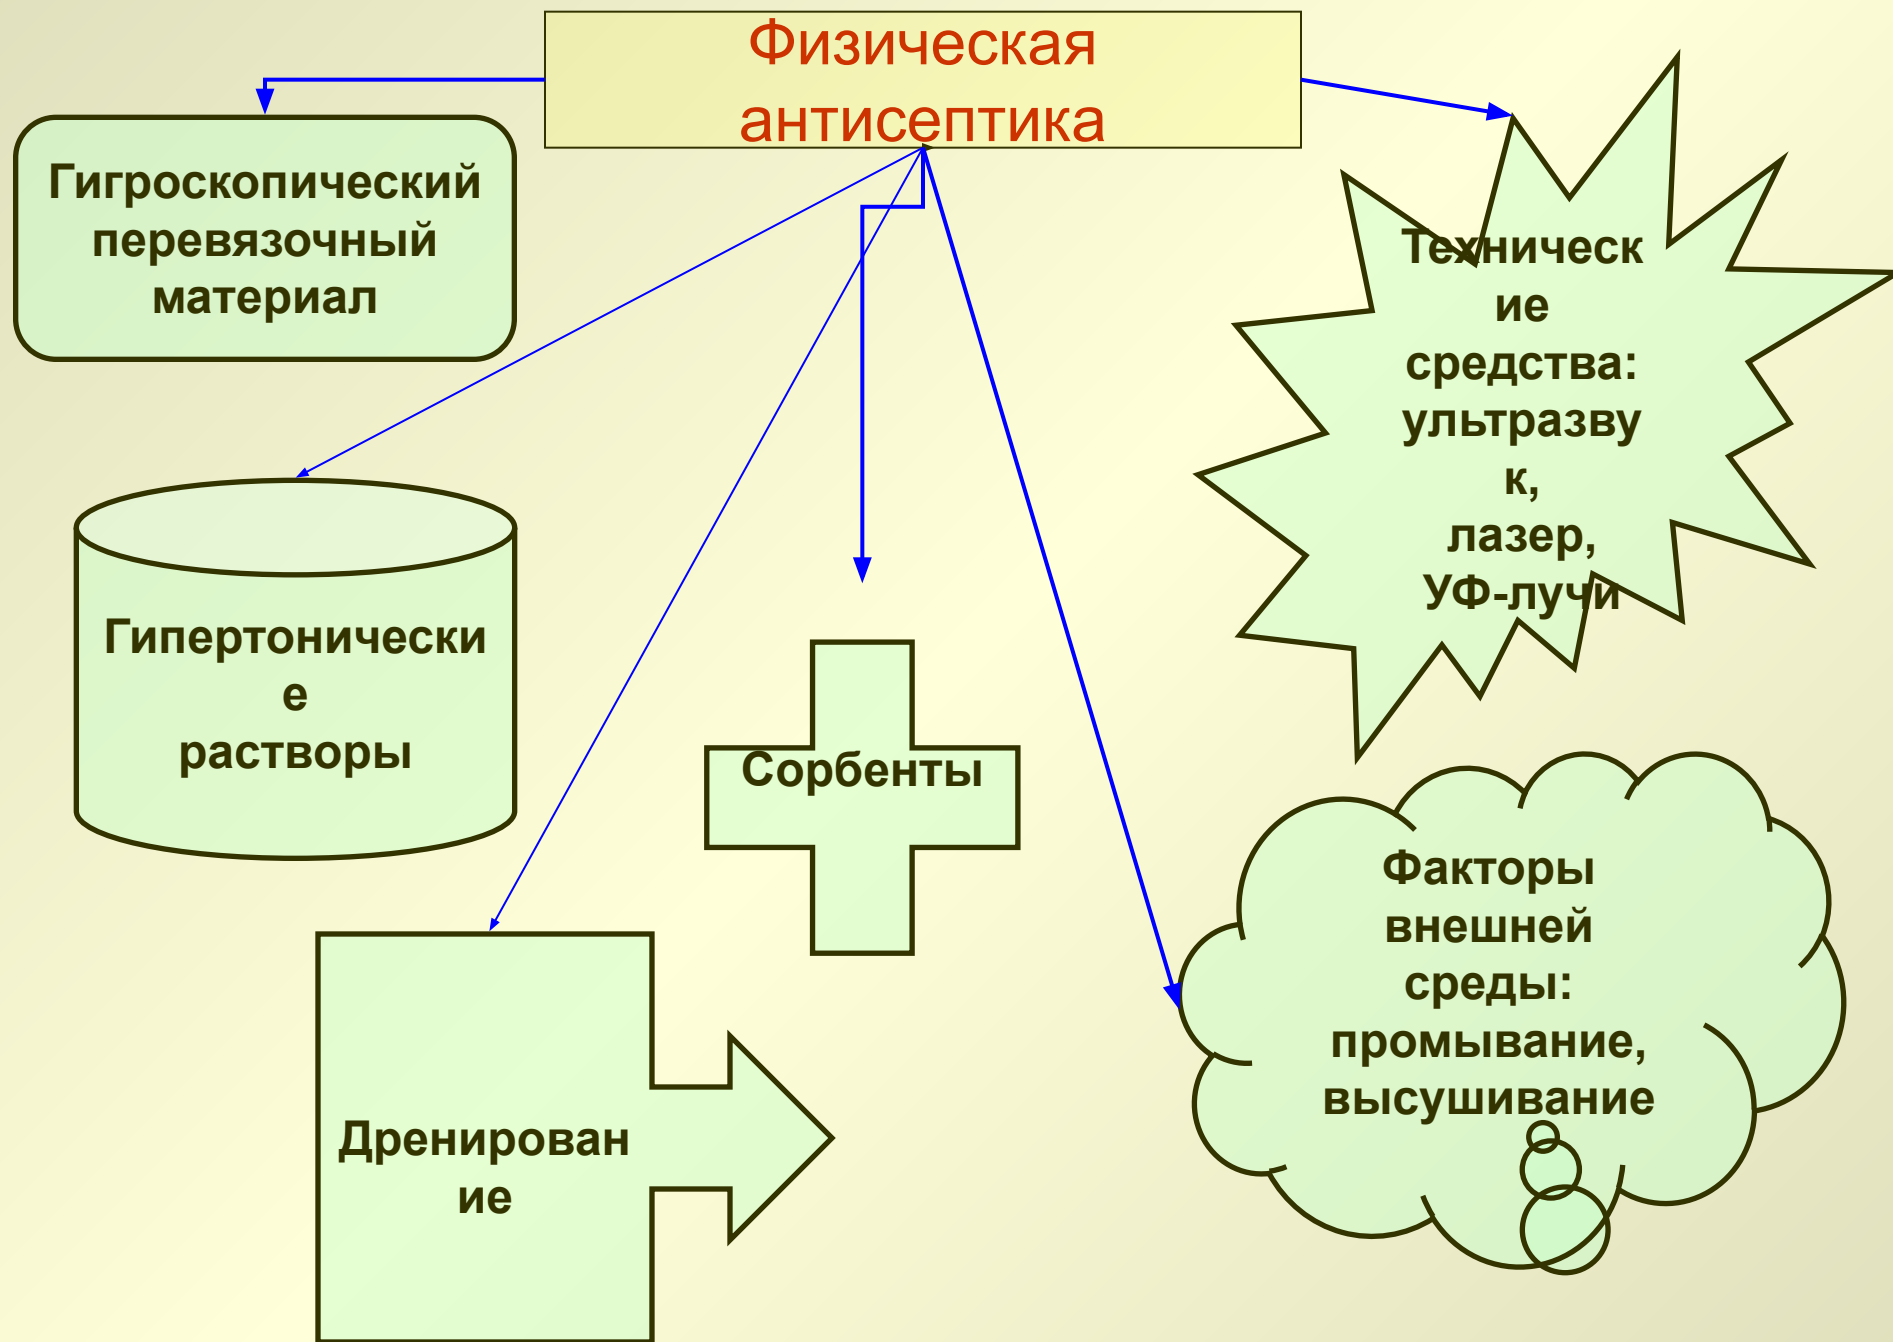 Физическая
антисептика
Гигроскопический
перевязочный
материал
Техническ
ие
средства:
ультразву
к,
лазер,
УФ-лучи
Гипертонически
е
растворы
Сорбенты
Факторы
внешней
среды:
промывание,
высушивание
Дренирован
ие